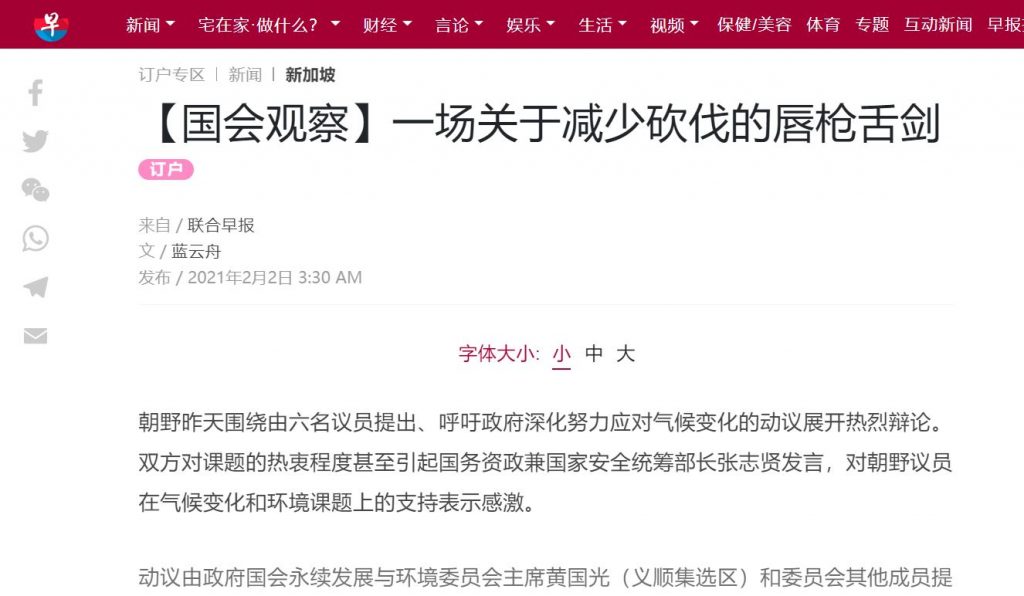 早 新闻 宅在家·做什么？ 财经 言论 娱乐 生活 视频 保健/美容 体育 专题 互动新闻 早报
订户专区 | 新闻 | 新加坡
【国会观察】一场关于减少砍伐的唇枪舌剑
订户
来自 / 联合早报
文 / 蓝云舟
发布 / 2021年2月2日 3:30 AM
字体大小: 小 中 大
朝野昨天围绕由六名议员提出、呼吁政府深化努力应对气候变化的动议展开热烈辩论。
双方对课题的热衷程度甚至引起国务资政兼国家安全统筹部长张志贤发言，对朝野议员
在气候变化和环境课题上的支持表示感激。
动议由政府国会永续发展与环境委员会主席黄国光（义顺集选区）和委员会其他成员提